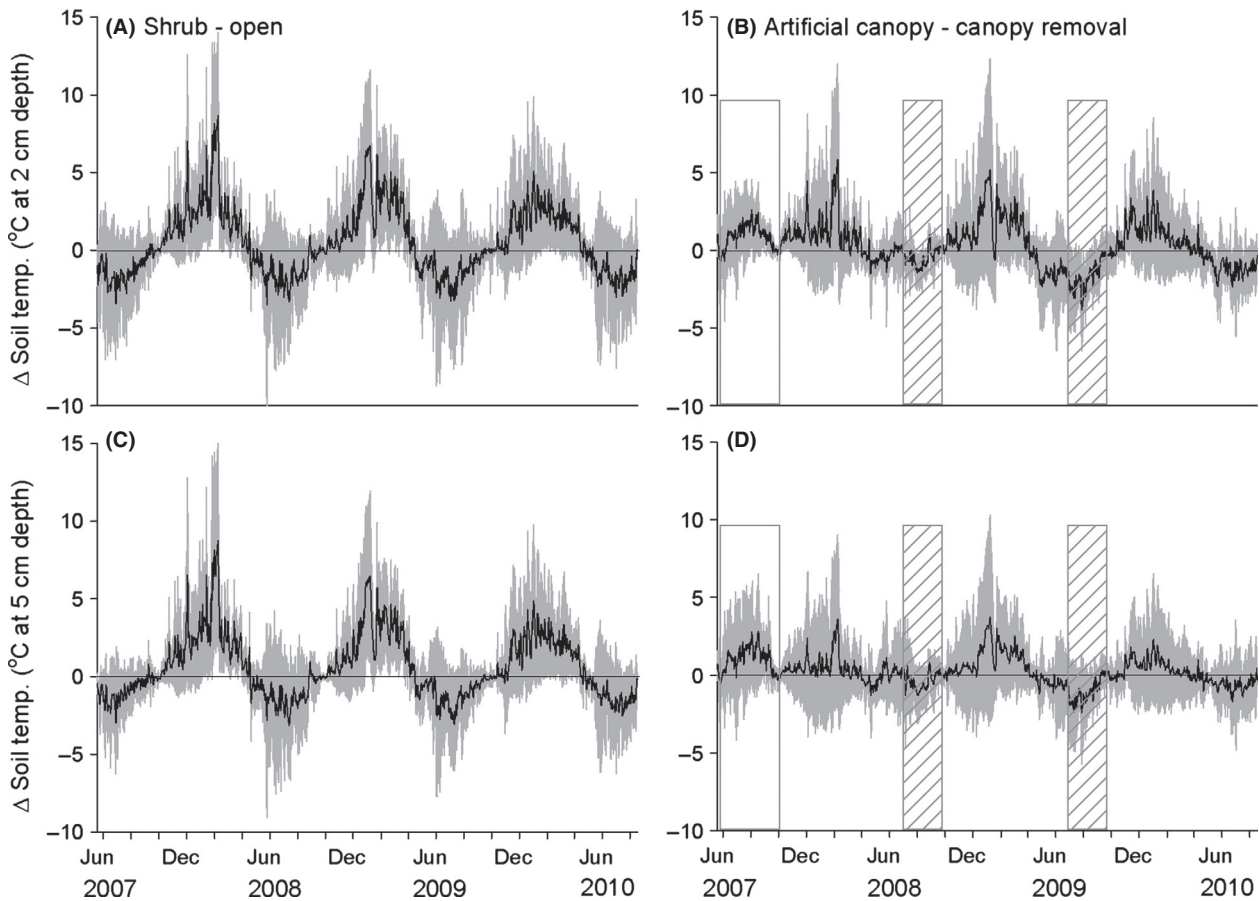 (A) Shrub - open
(B) Artificial canopy - canopy removal
Δ Soil temp. (°C at 2 cm depth)
15
10
5
0
−5
−10
15
10
5
0
−5
−10
(C)
(D)
Δ Soil temp. (°C at 5 cm depth)
15
10
5
0
−5
−10
15
10
5
0
−5
−10
Jun Dec Jun Dec Jun Dec Jun
2007 2008 2009 2010
Jun Dec Jun Dec Jun Dec Jun
2007 2008 2009 2010